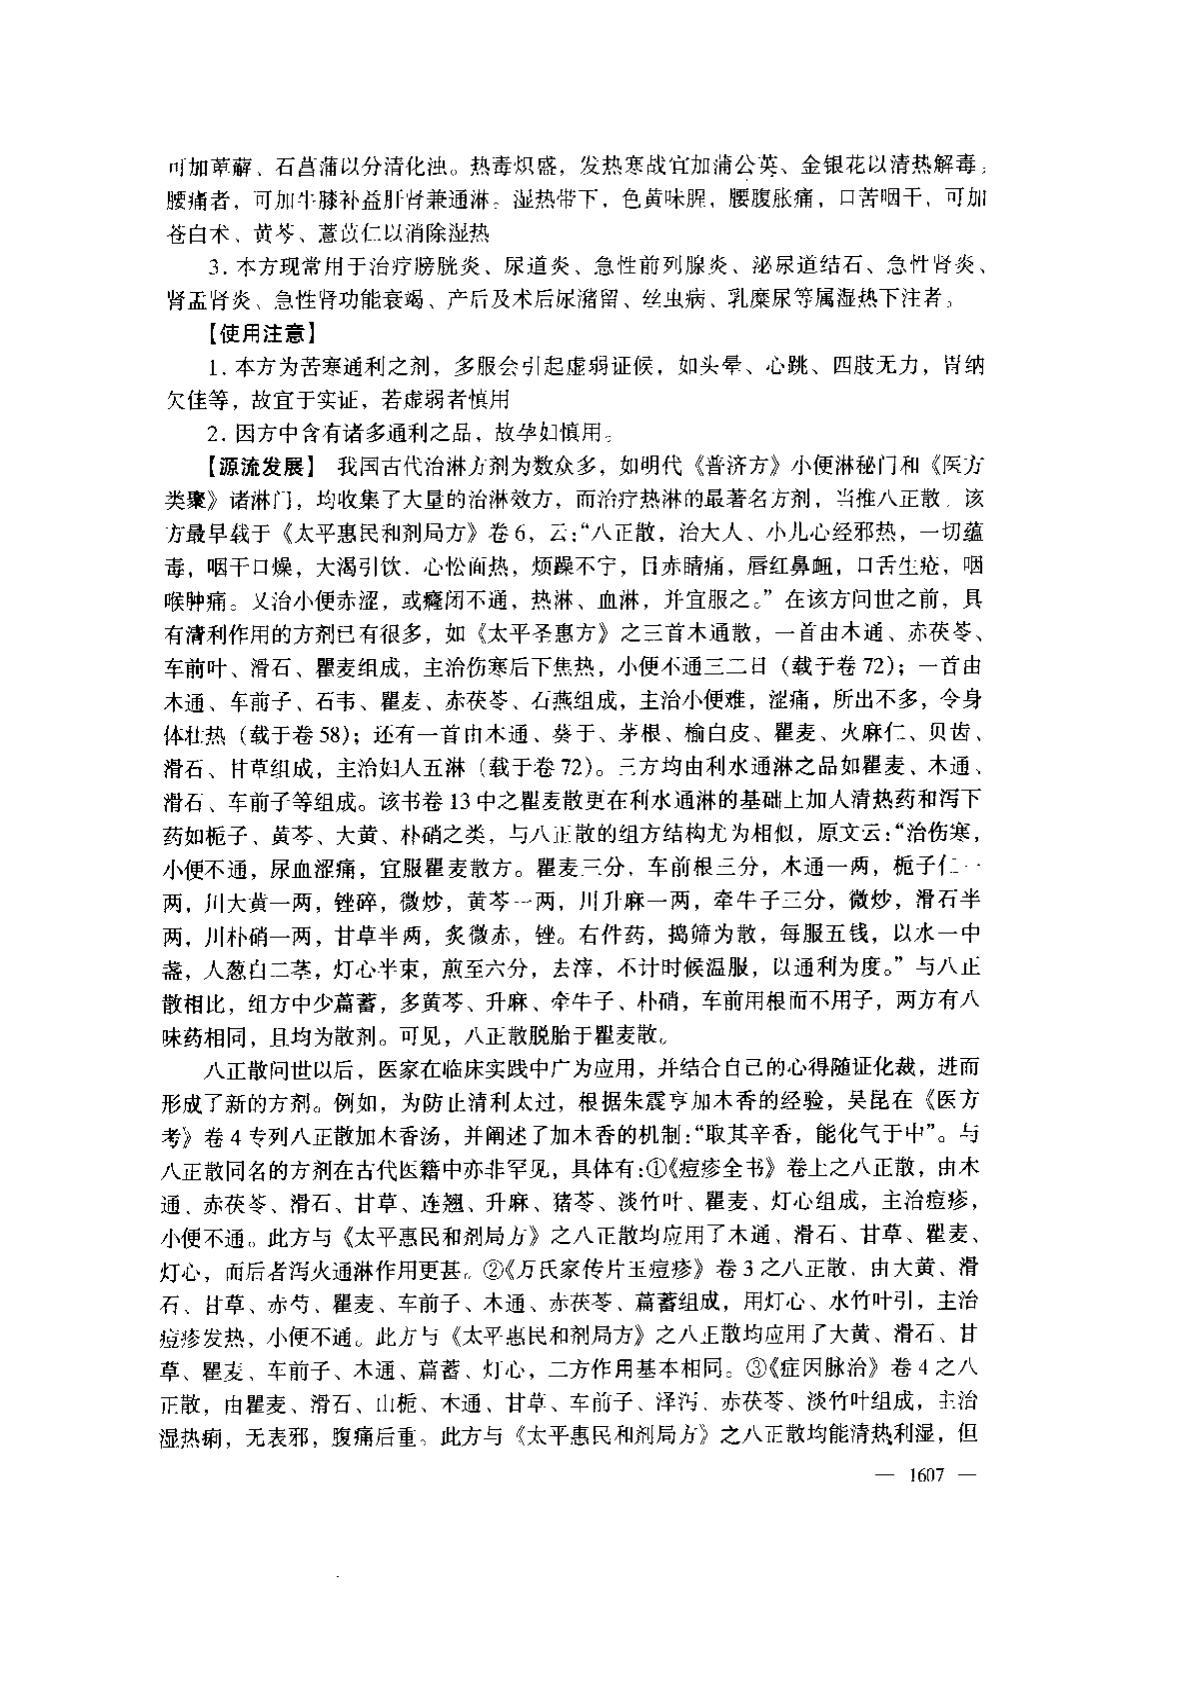 可加萆薢、石菖蒲以分清化浊。热毒炽盛，发热寒战宜加蒲公英、金银花以清热解毒；
腰痛者，可加牛膝补益肝肾兼通淋。湿热带下，色黄味腥，腰腹胀痛，口苦咽干，可加
苍白术、黄芩、薏苡仁以消除湿热
3. 本方现常用于治疗膀胱炎、尿道炎、急性前列腺炎、泌尿道结石、急性肾炎、
肾盂肾炎、急性肾功能衰竭、产后及术后尿潴留、丝虫病、乳糜尿等属湿热下注者。
【使用注意】
1. 本方为苦寒通利之剂，多服会引起虚弱证候，如头晕、心跳、四肢无力，胃纳
欠佳等，故宜于实证，若虚弱者慎用
2. 因方中含有诸多通利之品，故孕妇慎用。
【源流发展】 我国古代治淋方剂为数众多，如明代《普济方》小便淋秘门和《医方
类聚》诸淋门，均收集了大量的治淋效方，而治疗热淋的最著名方剂，当推八正散．该
方最早载于《太平惠民和剂局方》卷 6，云：“八正散，治大人、小儿心经邪热，一切蕴
毒，咽干口燥，大渴引饮．心忪面热，烦躁不宁，目赤睛痛，唇红鼻衄，口舌生疮，咽
喉肿痛。又治小便赤涩，或癃闭不通，热淋、血淋，并宜服之。” 在该方问世之前，具
有清利作用的方剂已有很多，如《太平圣惠方》之三首木通散，一首由木通、赤茯苓、
车前叶、滑石、瞿麦组成，主治伤寒后下焦热，小便不通三二日（载于卷 72）；一首由
木通、车前子、石韦、瞿麦、赤茯苓、石燕组成，主治小便难，涩痛，所出不多，令身
体壮热（载于卷 58）；还有一首由木通、葵子、茅根、榆白皮、瞿麦、火麻仁、贝齿、
滑石、甘草组成，主治妇人五淋（载于卷 72）。三方均由利水通淋之品如瞿麦、木通、
滑石、车前子等组成。该书卷 13 中之瞿麦散更在利水通淋的基础上加入清热药和泻下
药如栀子、黄芩、大黄、朴硝之类，与八正散的组方结构尤为相似，原文云：“治伤寒，
小便不通，尿血涩痛，宜服瞿麦散方。瞿麦三分，车前根三分，木通一两，栀子仁一
两，川大黄一两，锉碎，微炒，黄芩一两，川升麻一两，牵牛子三分，微炒，滑石半
两，川朴硝一两，甘草半两，炙微赤，锉。右件药，捣筛为散，每服五钱，以水一中
盏，人葱白二茎，灯心半束，煎至六分，去滓，不计时候温服，以通利为度。” 与八正
散相比，组方中少萹蓄，多黄芩、升麻、牵牛子、朴硝，车前用根而不用子，两方有八
味药相同，且均为散剂。可见，八正散脱胎于瞿麦散。
八正散问世以后，医家在临床实践中广为应用，并结合自己的心得随证化裁，进而
形成了新的方剂。例如，为防止清利太过，根据朱震亨加木香的经验，吴昆在《医方
考》卷 4 专列八正散加木香汤，并阐述了加木香的机制：“取其辛香，能化气于中”。与
八正散同名的方剂在古代医籍中亦非罕见，具体有：①《痘疹全书》卷上之八正散，由木
通、赤茯苓、滑石、甘草、连翘、升麻、猪苓、淡竹叶、瞿麦、灯心组成，主治痘疹，
小便不通。此方与《太平惠民和剂局方》之八正散均应用了木通、滑石、甘草、瞿麦、
灯心，而后者泻火通淋作用更甚。②《万氏家传片玉痘疹》卷 3 之八正散，由大黄、滑
石、甘草、赤芍、瞿麦、车前子、木通、赤茯苓、萹蓄组成，用灯心、水竹叶引，主治
痘疹发热，小便不通。此方与《太平惠民和剂局方》之八正散均应用了大黄、滑石、甘
草、瞿麦、车前子、木通、萹蓄、灯心，二方作用基本相同。③《症因脉治》卷 4 之八
正散，由瞿麦、滑石、山栀、木通、甘草、车前子、泽泻、赤茯苓、淡竹叶组成，主治
湿热痢，无表邪，腹痛后重。此方与《太平惠民和剂局方》之八正散均能清热利湿，但
— 1607 —